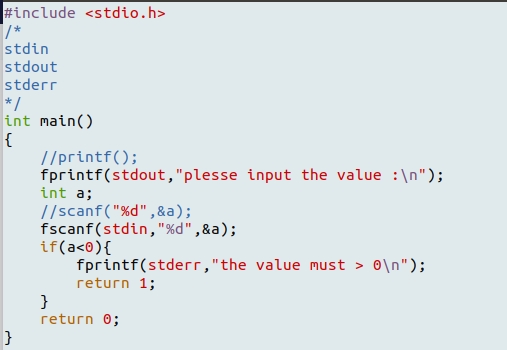 #include <stdio.h>
/*
stdin
stdout
stderr
*/
int main()
{
    //printf();
    fprintf(stdout,"plesse input the value :\n");
    int a;
    //scanf("%d",&a);
    fscanf(stdin,"%d",&a);
    if(a<0){
        fprintf(stderr,"the value must > 0\n");
        return 1;
    }
    return 0;
}